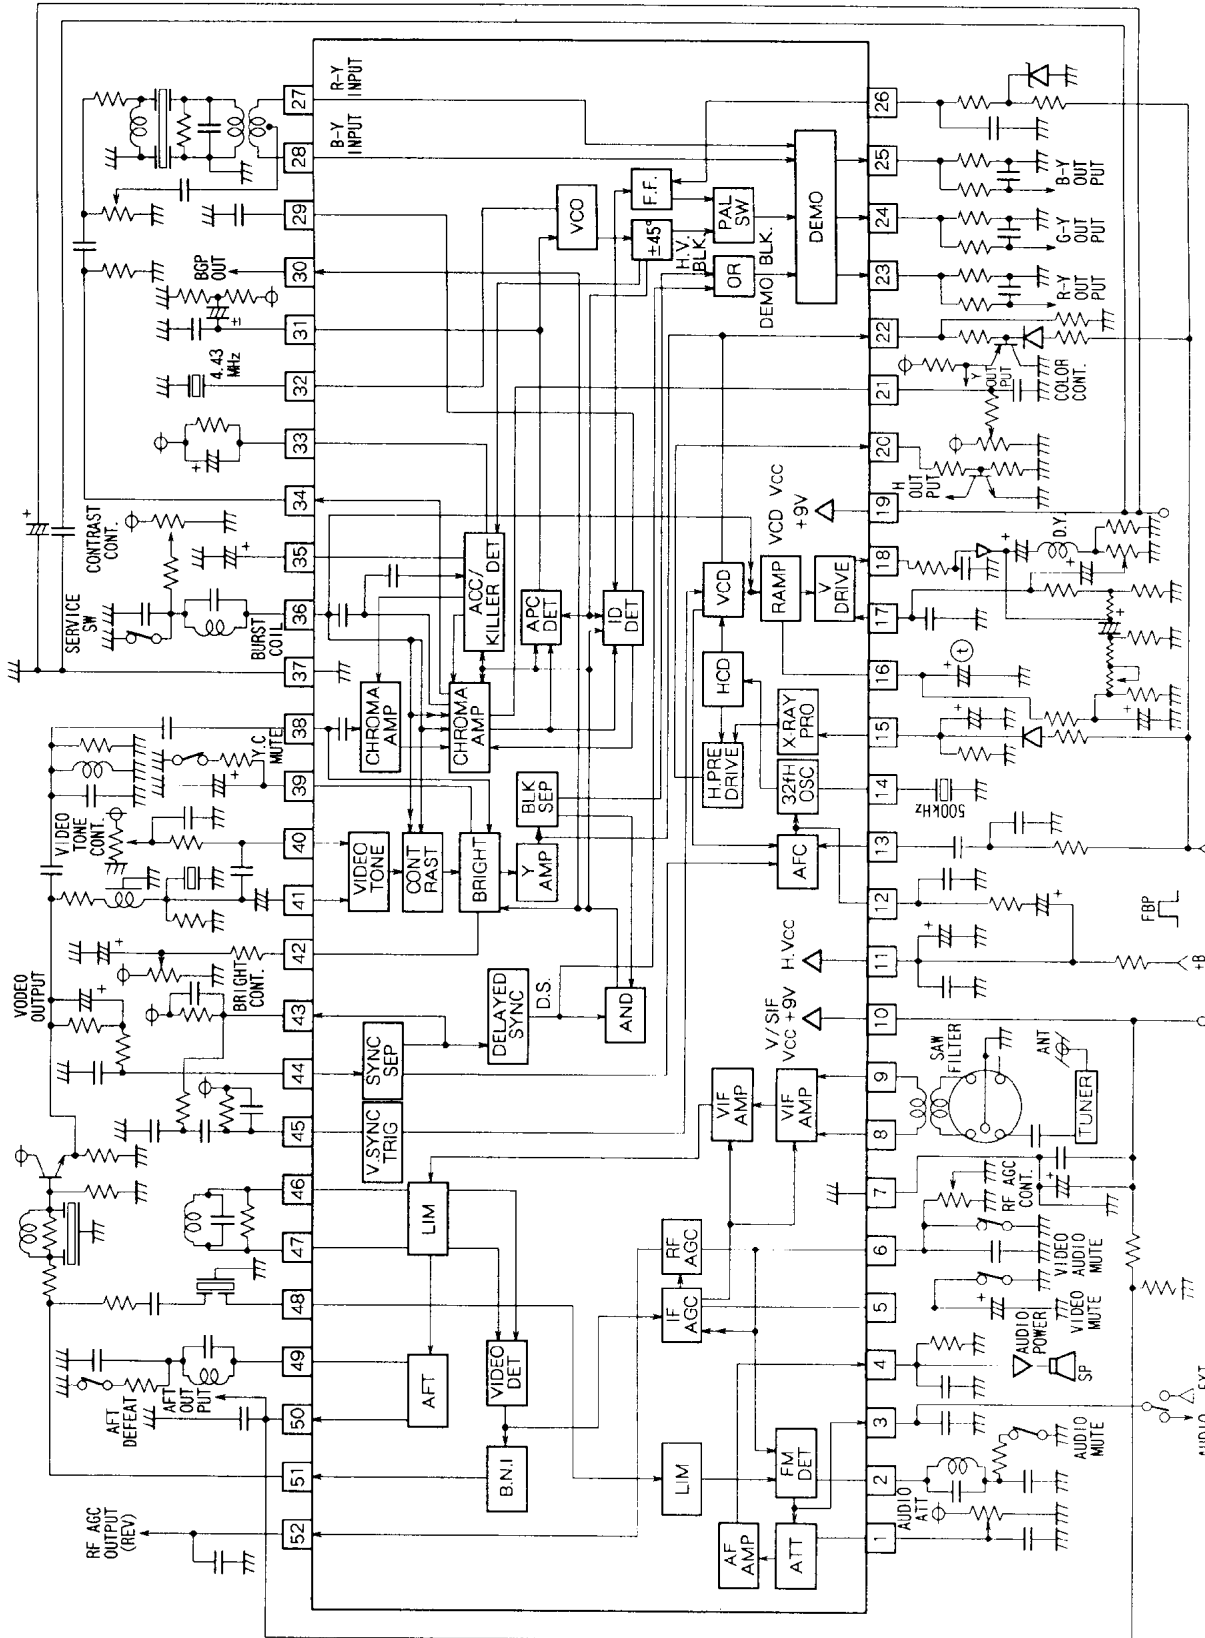 RF AGC
OUTPUT
(REV)
AFT
DEFEAT
AFT
OUT
PUT
VODEO
OUTPUT
BRIGHT
CONT.
VIDEO
TONE
CONT.
Y.C
MUTE
SERVICE
SW
BURST
COIL
CONTRAST
CONT.
4.43
MHz
BGP
OUT
52
51
50
49
48
47
46
45
44
43
42
41
40
39
38
37
36
35
34
33
32
31
30
29
28
27
B-Y
INPUT
R-Y
INPUT
B.N.I
AFT
VIDEO
DET
LIM
V.SYNC
TRIG
SYNC
SEP
DELAYED
SYNC
D.S.
AND
VIDEO
TONE
CONT
RAST
BRIGHT
Y
AMP
BLK
SEP
CHROMA
AMP
CHROMA
AMP
ACC/
KILLER DET
APC
DET
ID
DET
VCO
±45°
F.F.
H.V.
BLK.
PAL
SW
OR
DEMO BLK.
DEMO
LIM
AF
AMP
ATT
FM
DET
IF
AGC
RF
AGC
VIF
AMP
VIF
AMP
V/SIF
VCC +9V
H.VCC
AFC
32fH
OSC
H.PRE
DRIVE
X-RAY
PRO
HCD
VCD
RAMP
V
DRIVE
VCD VCC
+9V
1
2
3
4
5
6
7
8
9
10
11
12
13
14
15
16
17
18
19
20
21
22
23
24
25
26
AUDIO
ATT
AUDIO
MUTE
AUDIO
EXT
AUDIO
POWER
SP
VIDEO
MUTE
VIDEO
AUDIO
MUTE
RF AGC
CONT.
SAW
FILTER
ANT
TUNER
+B
FBP
500kHz
t
D.Y.
H
OUT
PUT
Y
OUT
PUT
COLOR
CONT.
R-Y
OUT
PUT
G-Y
OUT
PUT
B-Y
OUT
PUT